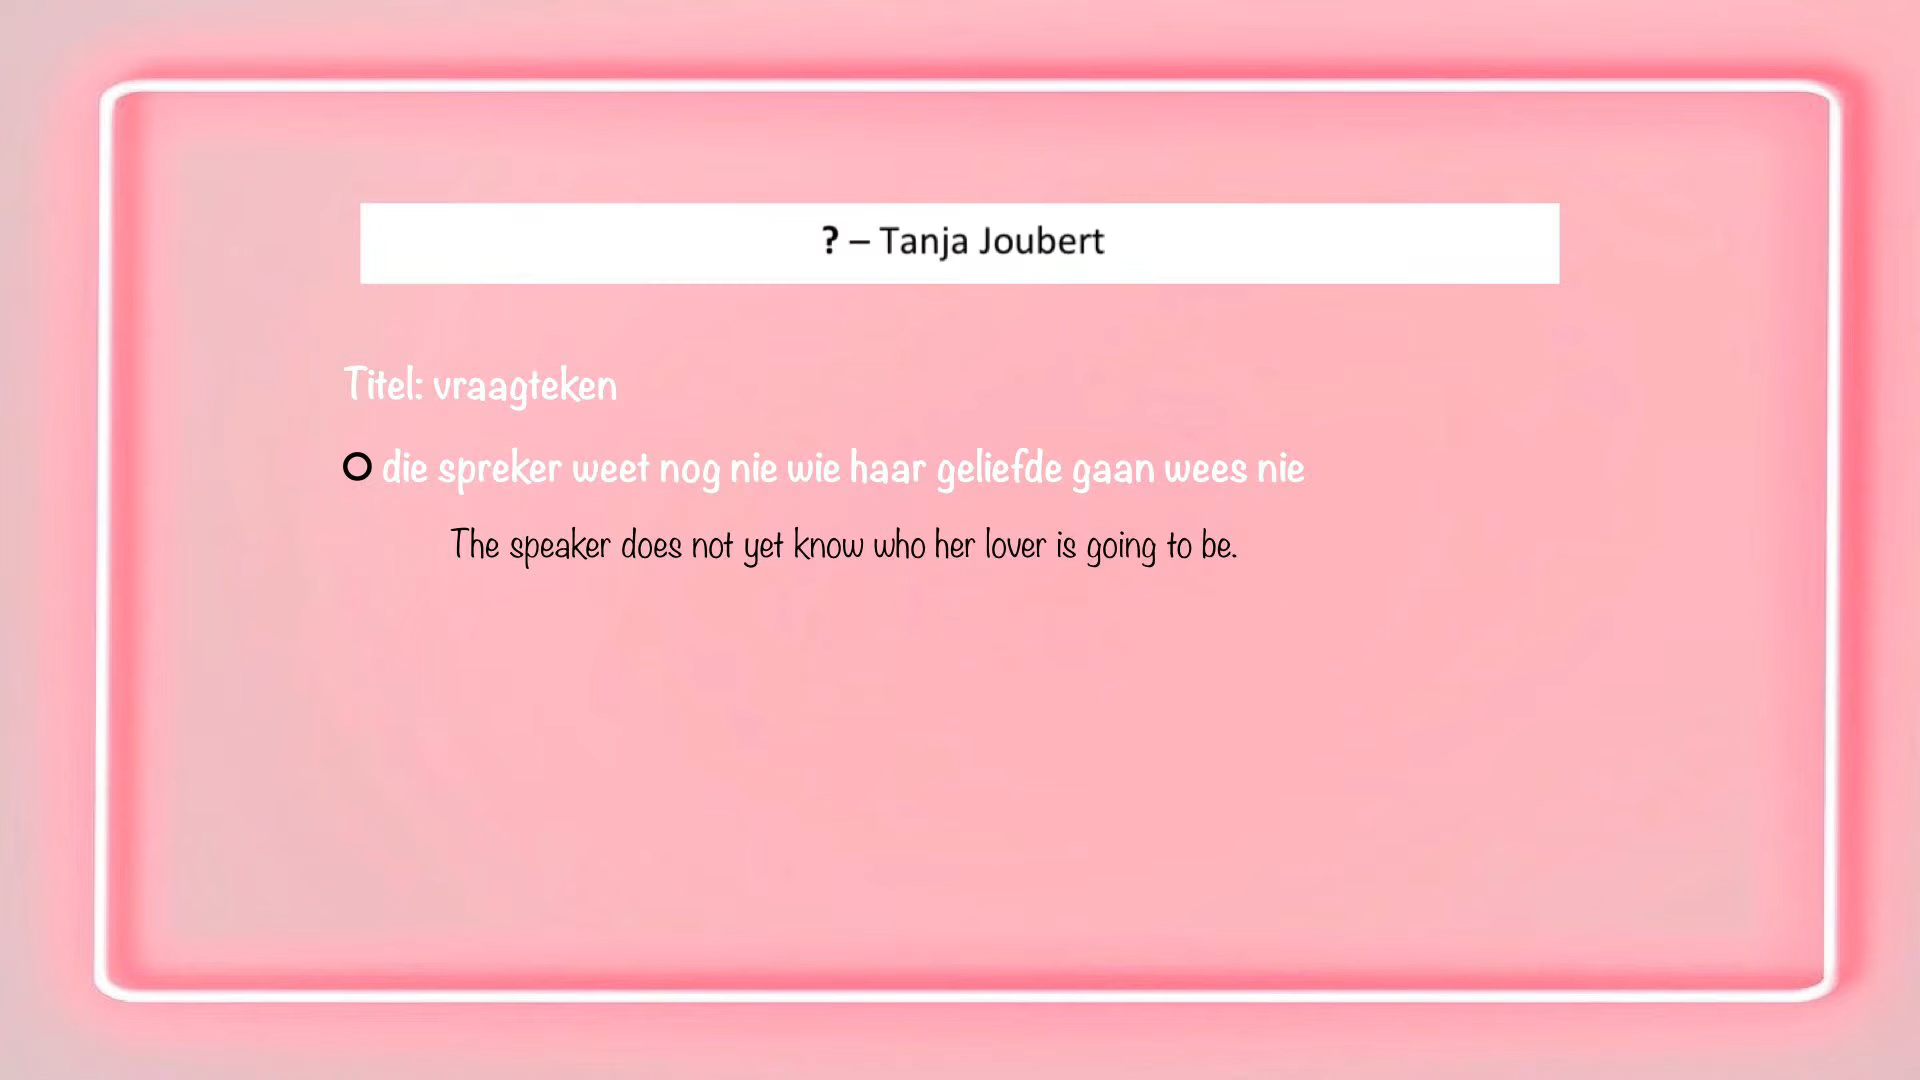 ? – Tanja Joubert
Titel: vraagteken
die spreker weet nog nie wie haar geliefde gaan wees nie
The speaker does not yet know who her lover is going to be.